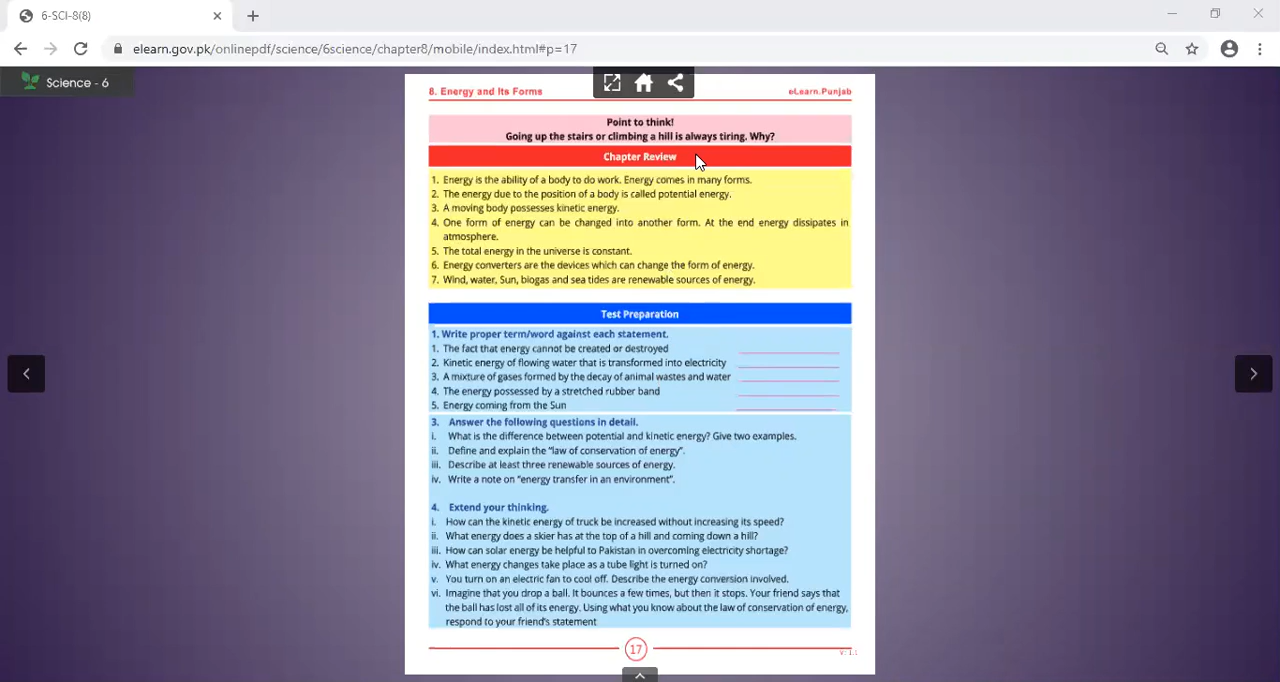 6-SCI-8(8)
elearn.gov.pk/onlinepdf/science/6science/chapter8/mobile/index.html#p=17
Science - 6
8. Energy and Its Forms
eLearn.Punjab
Point to think!
Going up the stairs or climbing a hill is always tiring. Why?
Chapter Review
1. Energy is the ability of a body to do work. Energy comes in many forms.
2. The energy due to the position of a body is called potential energy.
3. A moving body possesses kinetic energy.
4. One form of energy can be changed into another form. At the end energy dissipates in
atmosphere.
5. The total energy in the universe is constant.
6. Energy converters are the devices which can change the form of energy.
7. Wind, water, Sun, biogas and sea tides are renewable sources of energy.
Test Preparation
1. Write proper term/word against each statement.
1. The fact that energy cannot be created or destroyed
2. Kinetic energy of flowing water that is transformed into electricity
3. A mixture of gases formed by the decay of animal wastes and water
4. The energy possessed by a stretched rubber band
5. Energy coming from the Sun
3. Answer the following questions in detail.
i. What is the difference between potential and kinetic energy? Give two examples.
ii. Define and explain the "law of conservation of energy".
iii. Describe at least three renewable sources of energy.
iv. Write a note on "energy transfer in an environment".
4. Extend your thinking.
i. How can the kinetic energy of truck be increased without increasing its speed?
ii. What energy does a skier has at the top of a hill and coming down a hill?
iii. How can solar energy be helpful to Pakistan in overcoming electricity shortage?
iv. What energy changes take place as a tube light is turned on?
v. You turn on an electric fan to cool off. Describe the energy conversion involved.
vi. Imagine that you drop a ball. It bounces a few times, but then it stops. Your friend says that
the ball has lost all of its energy. Using what you know about the law of conservation of energy,
respond to your friend's statement
17